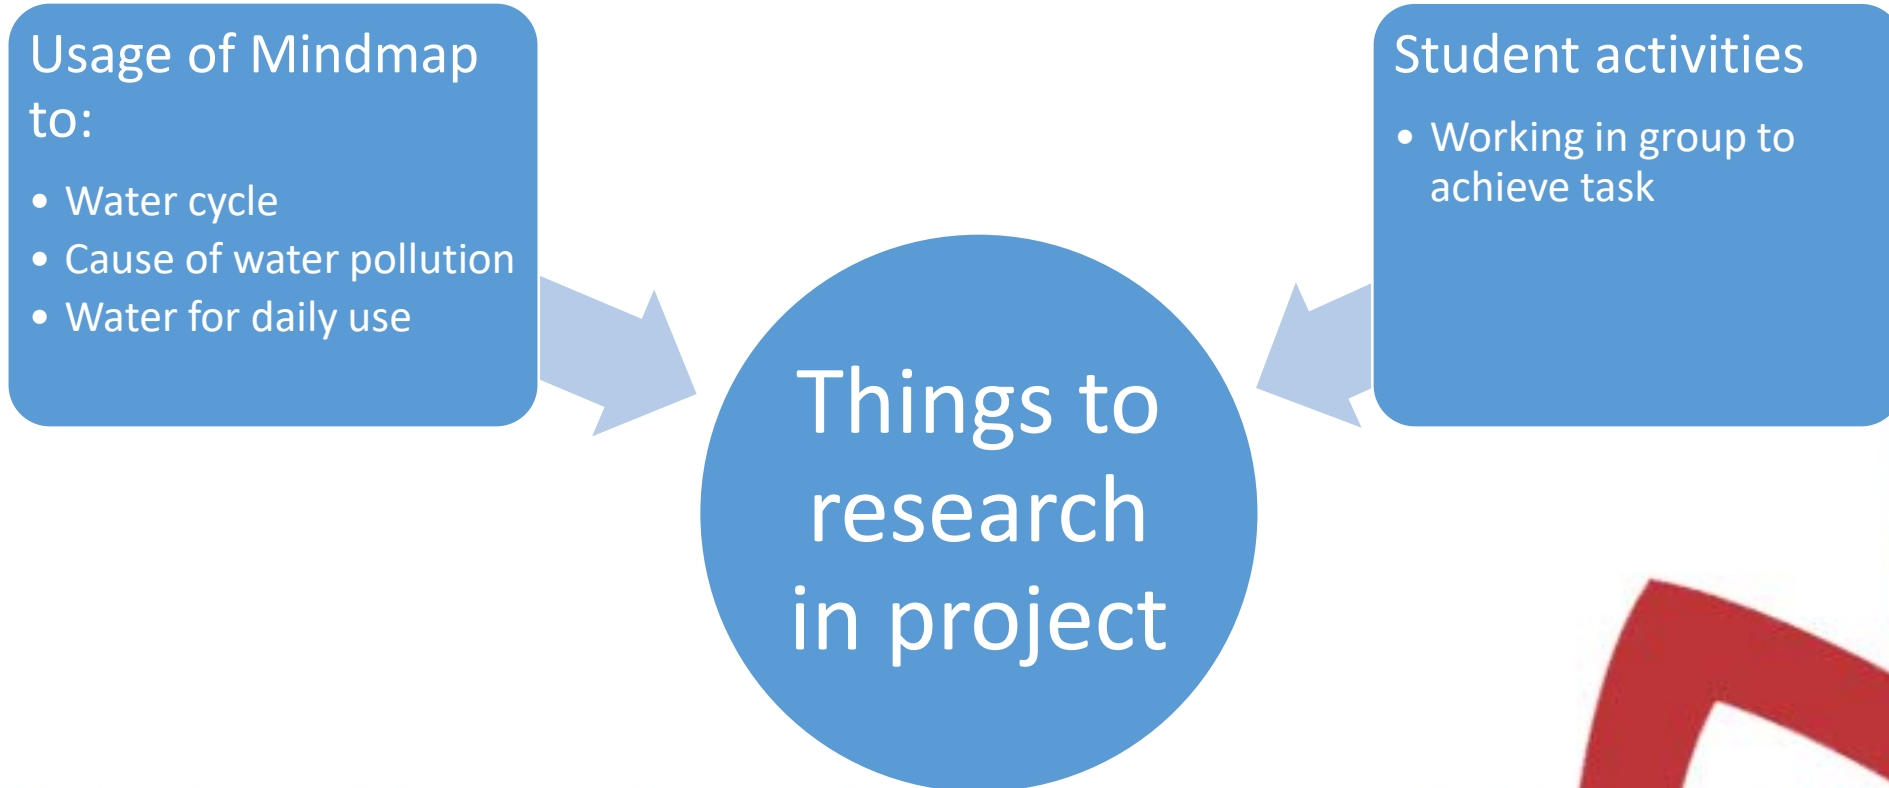 Usage of Mindmap
to:
• Water cycle
• Cause of water pollution
• Water for daily use
Student activities
• Working in group to
achieve task
Things to
research
in project